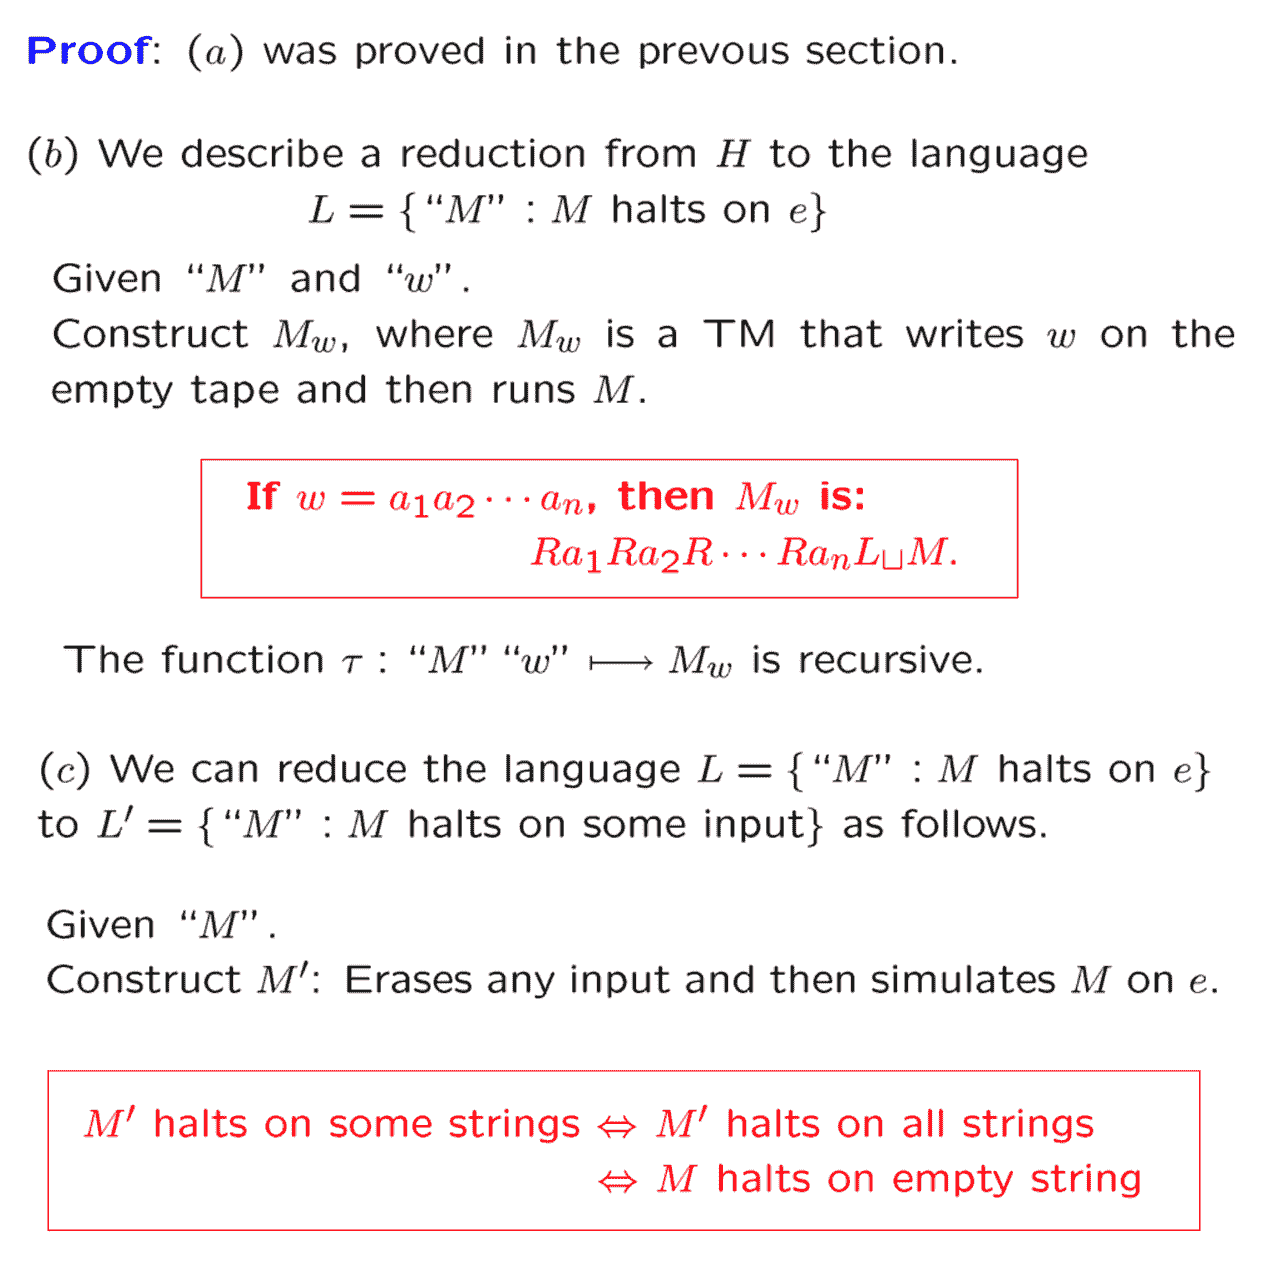 Proof: (a) was proved in the prevous section.
(b) We describe a reduction from H to the language
L = {“M” : M halts on e}
Given “M” and “w”.
Construct M_w, where M_w is a TM that writes w on the
empty tape and then runs M.
If w = a₁a₂ ⋯ aₙ, then M_w is:
Ra₁Ra₂R ⋯ RaₙL_⊔M.
The function τ : “M” “w” ⟼ M_w is recursive.
(c) We can reduce the language L = {“M” : M halts on e}
to L′ = {“M” : M halts on some input} as follows.
Given “M”.
Construct M′: Erases any input and then simulates M on e.
M′ halts on some strings ⇔ M′ halts on all strings
⇔ M halts on empty string